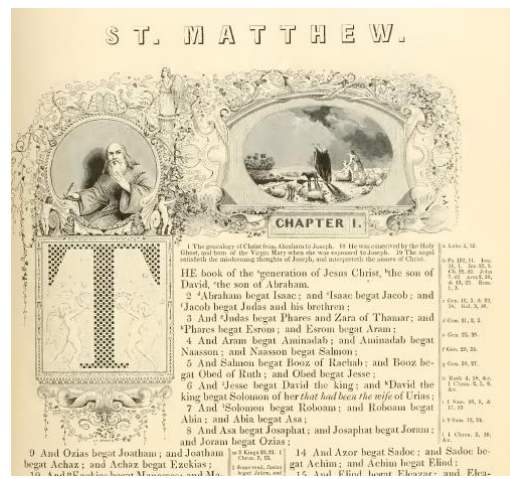 ST. MATTHEW.
CHAPTER I.
1 The genealogy of Christ from Abraham to Joseph. 18 He was conceived by the Holy
Ghost, and born of the Virgin Mary when she was espoused to Joseph. 19 The angel
satisfieth the misdeeming thoughts of Joseph, and interpreteth the names of Christ.
THE book of the generation of Jesus Christ, the son of
David, the son of Abraham.
2 Abraham begat Isaac; and Isaac begat Jacob; and
Jacob begat Judas and his brethren;
3 And Judas begat Phares and Zara of Thamar; and
Phares begat Esrom; and Esrom begat Aram;
4 And Aram begat Aminadab; and Aminadab begat
Naasson; and Naasson begat Salmon;
5 And Salmon begat Booz of Rachab; and Booz be-
gat Obed of Ruth; and Obed begat Jesse;
6 And Jesse begat David the king; and David the
king begat Solomon of her that had been the wife of Urias;
7 And Solomon begat Roboam; and Roboam begat
Abia; and Abia begat Asa;
8 And Asa begat Josaphat; and Josaphat begat Joram;
and Joram begat Ozias;
9 And Ozias begat Joatham; and Joatham
begat Achaz; and Achaz begat Ezekias;
14 And Azor begat Sadoc; and Sadoc be-
gat Achim; and Achim begat Eliud;
15 And Eliud begat Eleazar; and Eleazar